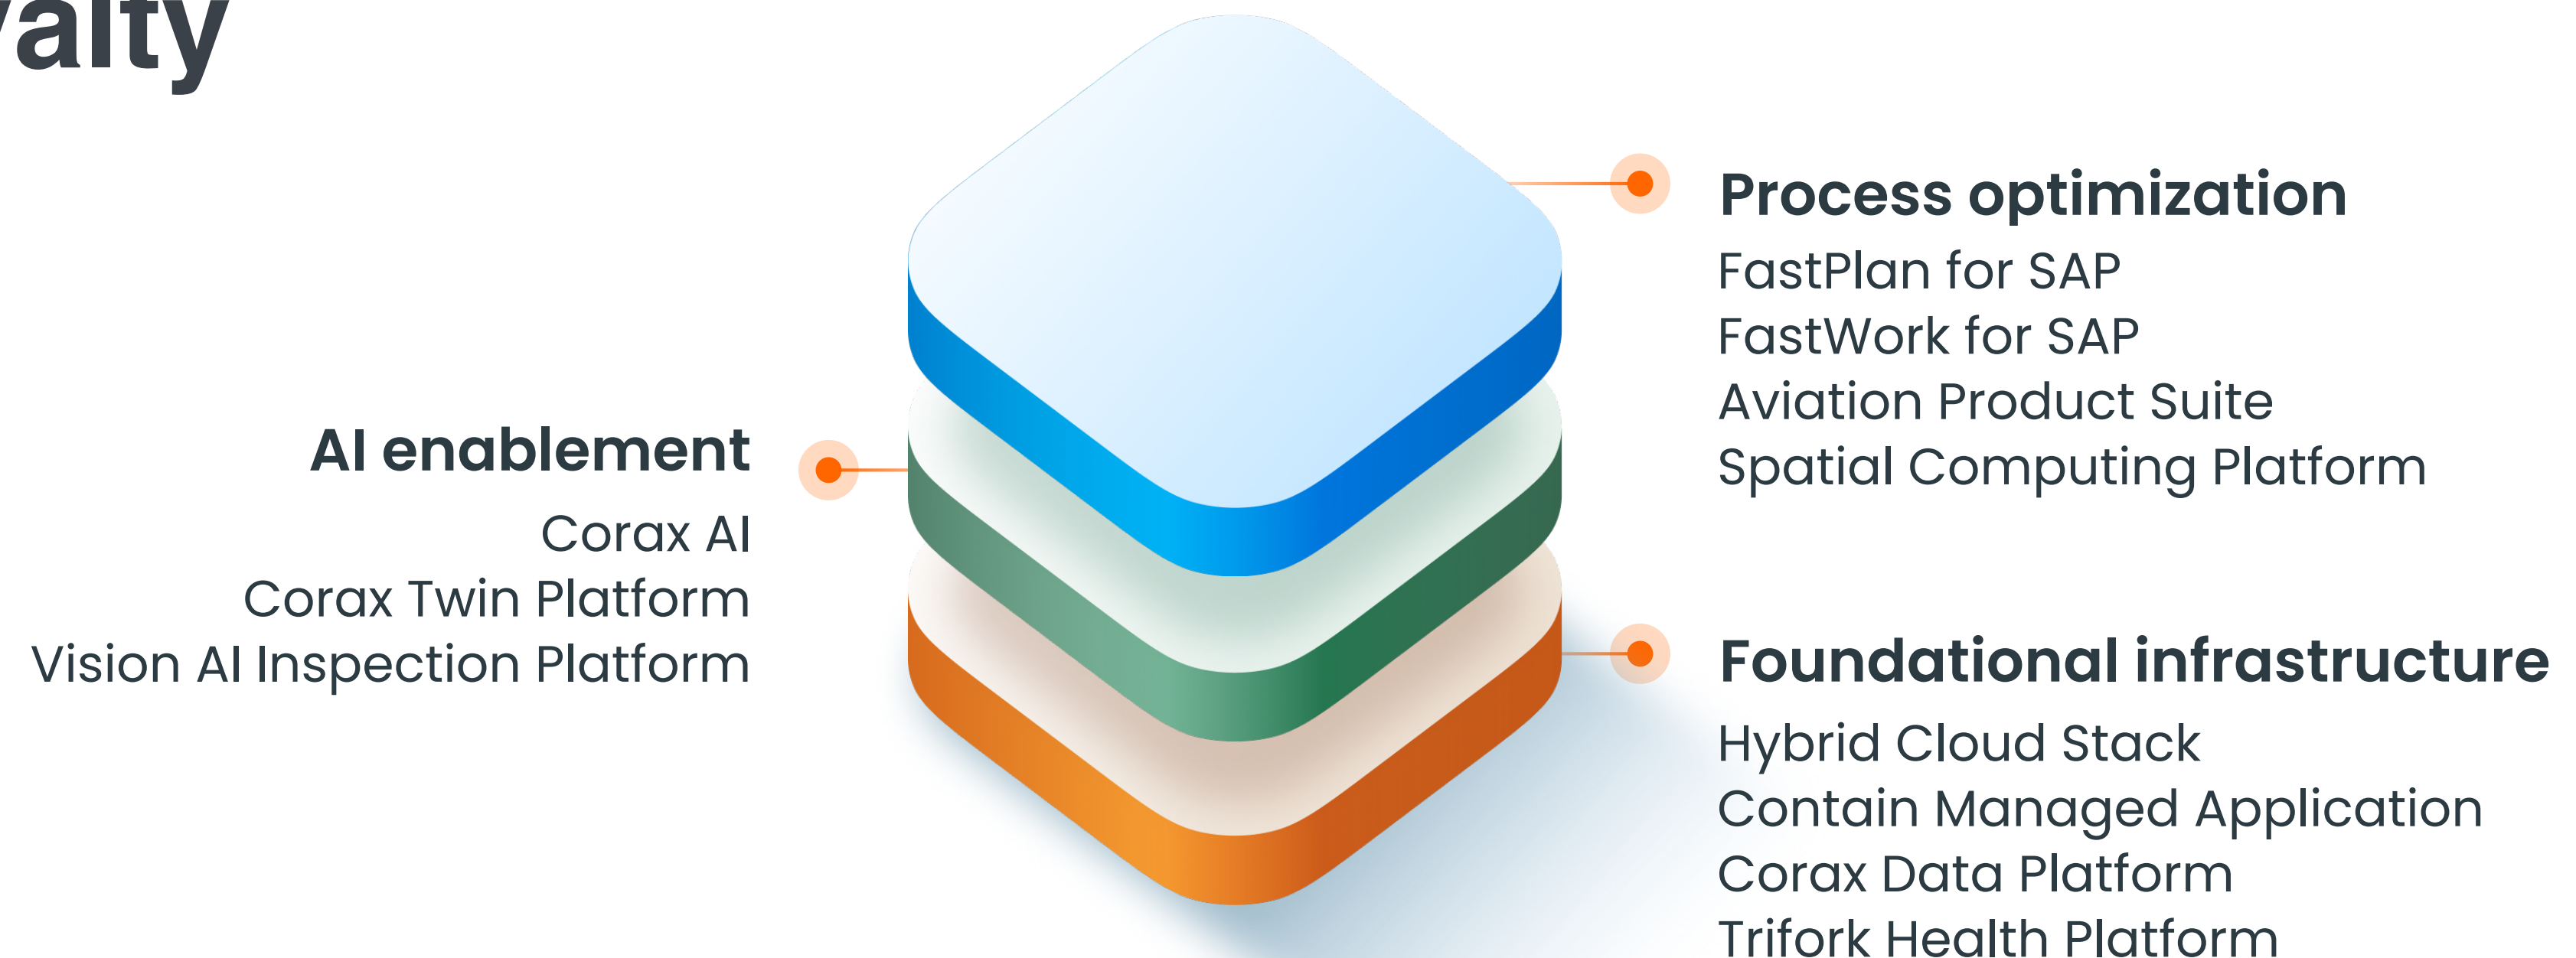 AI enablement
Corax AI
Corax Twin Platform
Vision AI Inspection Platform
Process optimization
FastPlan for SAP
FastWork for SAP
Aviation Product Suite
Spatial Computing Platform
Foundational infrastructure
Hybrid Cloud Stack
Contain Managed Application
Corax Data Platform
Trifork Health Platform